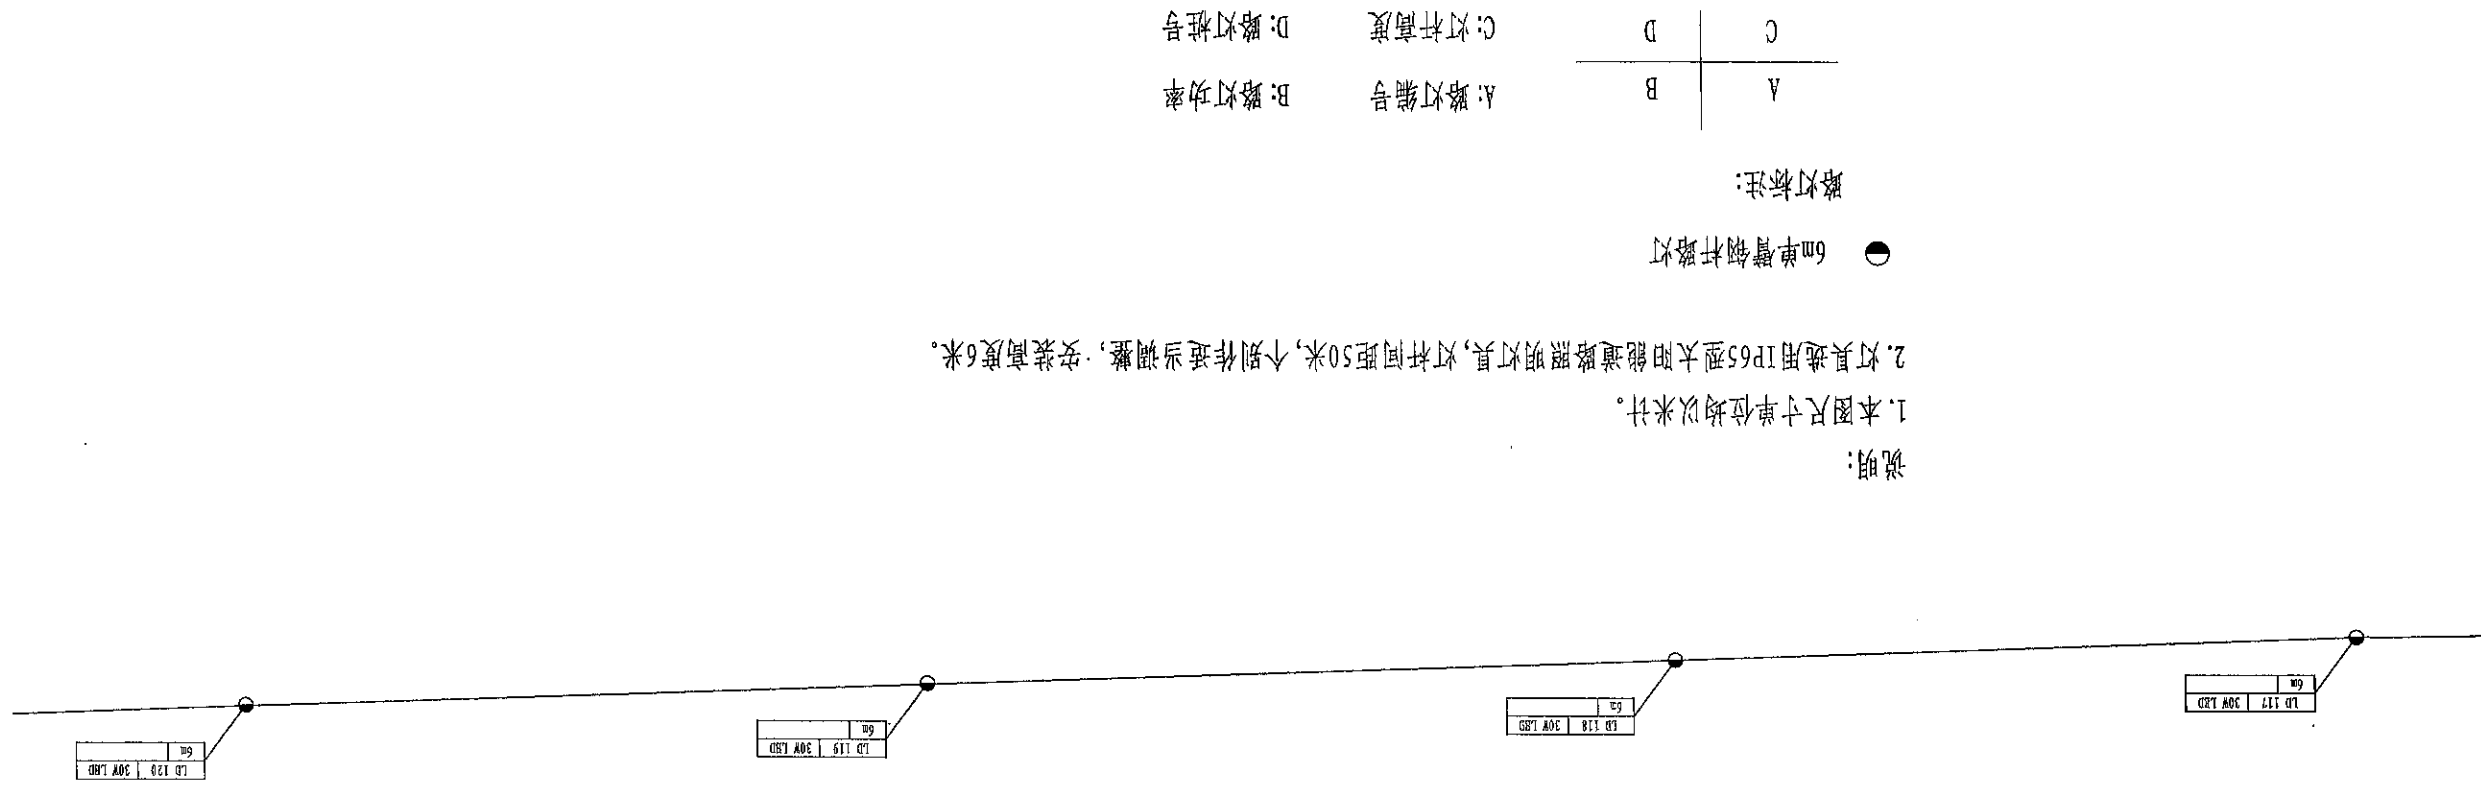 LD 117 30W LED
6m
LD 118 30W LED
6m
LD 119 30W LED
6m
LD 120 30W LED
6m
说明:
1.本图尺寸单位均以米计。
2.灯具选用IP65型太阳能道路照明灯具,灯杆间距50米,个别作适当调整,安装高度6米。
6m单臂钢杆路灯
路灯标注:
A B A:路灯编号 B:路灯功率
C D C:灯杆高度 D:路灯桩号